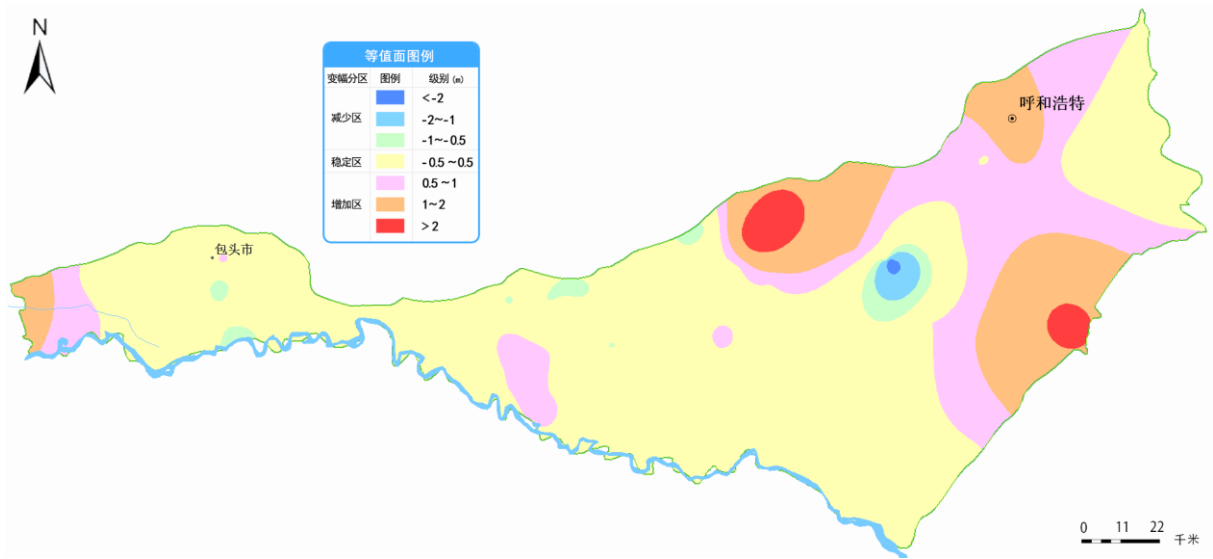 N
等值面图例
变幅分区 图例 级别 (m)
减少区
<-2
-2~-1
-1~-0.5
稳定区 -0.5~0.5
增加区
0.5~1
1~2
>2
呼和浩特
包头市
0 11 22
千米